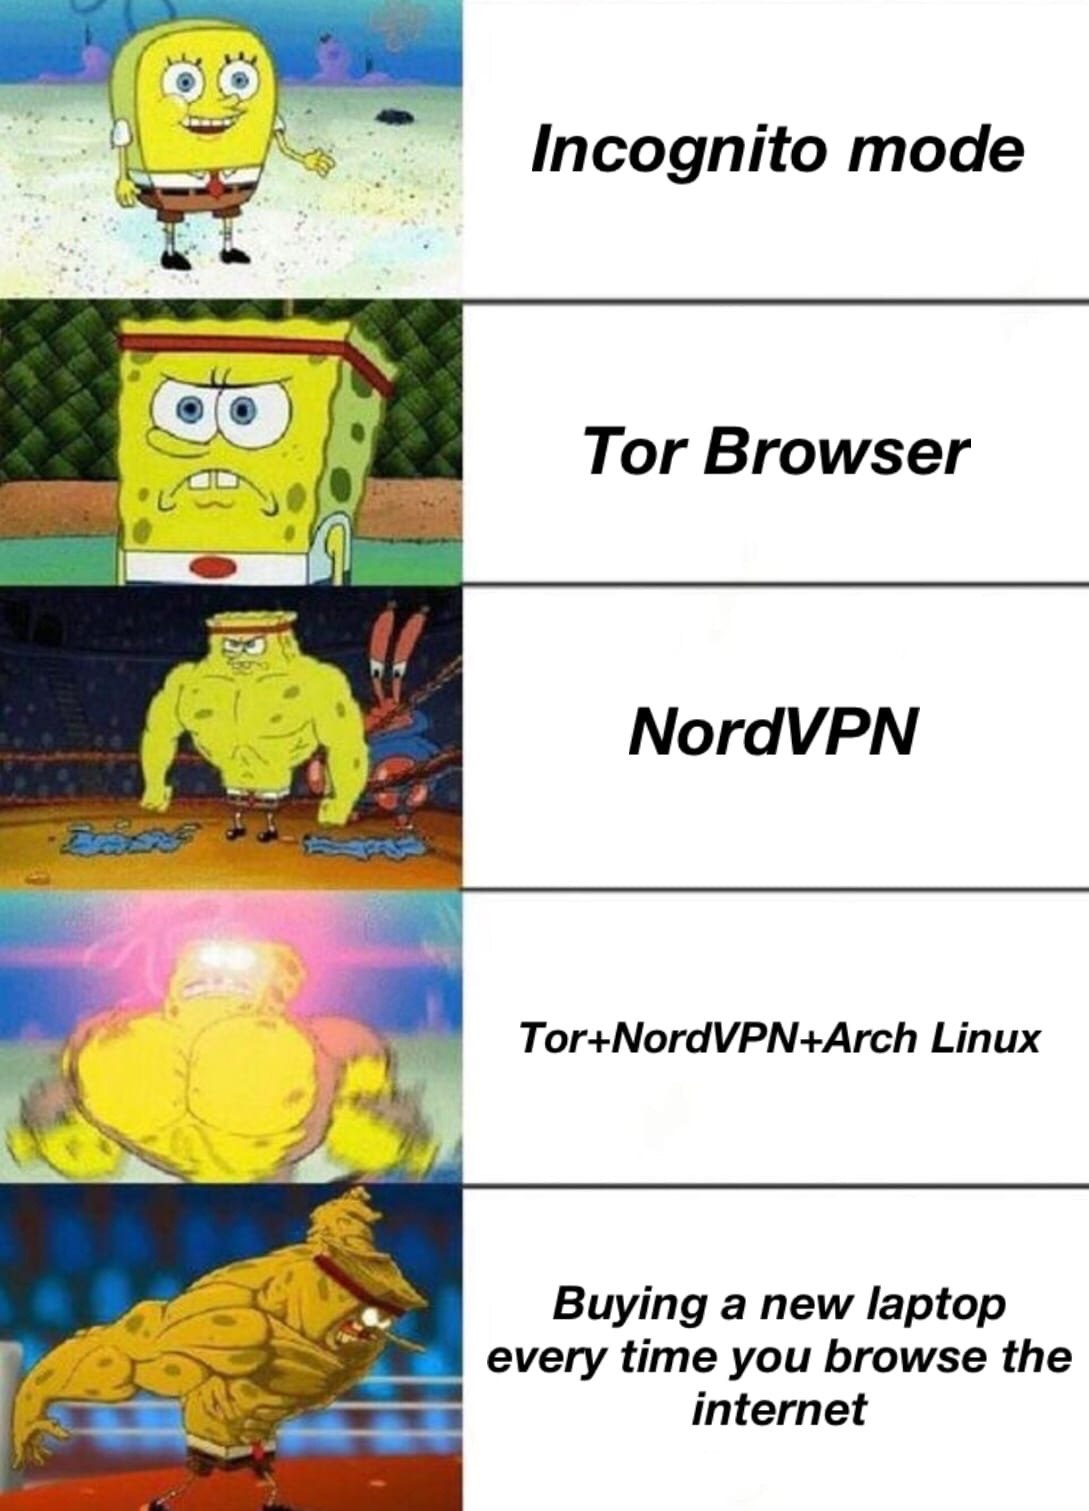 Incognito mode
Tor Browser
NordVPN
Tor+NordVPN+Arch Linux
Buying a new laptop
every time you browse the
internet